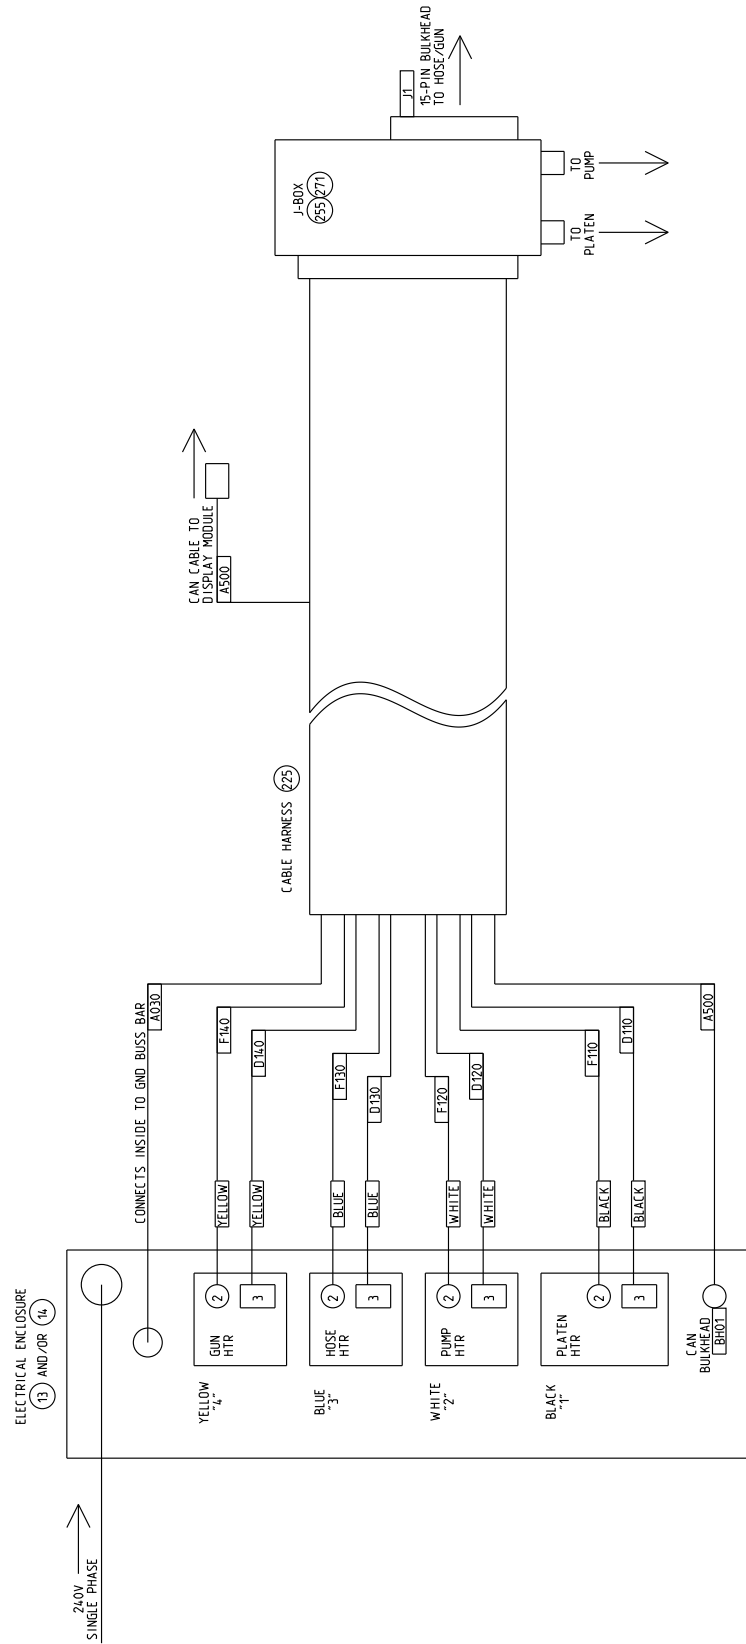 240V
SINGLE PHASE
ELECTRICAL ENCLOSURE
13 AND/OR 14
CONNECTS INSIDE TO GND BUSS BAR
A030
YELLOW
"4"
GUN
HTR
2
3
YELLOW
YELLOW
F140
D140
BLUE
"3"
HOSE
HTR
2
3
BLUE
BLUE
F130
D130
WHITE
"2"
PUMP
HTR
2
3
WHITE
WHITE
F120
D120
BLACK
"1"
PLATEN
HTR
2
3
BLACK
BLACK
F110
D110
CAN
BULKHEAD
BH01
A500
CABLE HARNESS 225
CAN CABLE TO
DISPLAY MODULE
A500
J-BOX
255 271
J1
15-PIN BULKHEAD
TO HOSE/GUN
TO
PLATEN
TO
PUMP